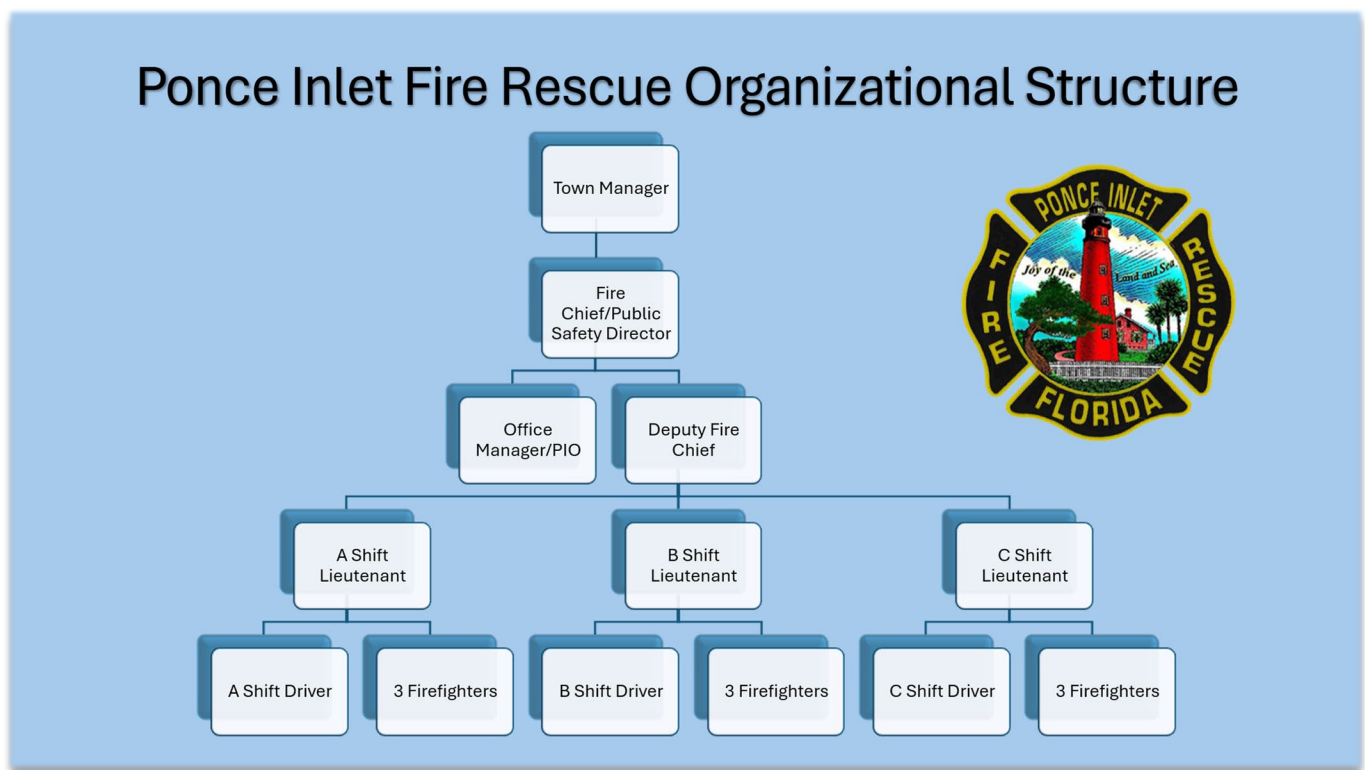 Ponce Inlet Fire Rescue Organizational Structure
Town Manager
PONCE INLET
FIRE
RESCUE
Joy of the
Land and Sea
FLORIDA
Fire
Chief/Public
Safety Director
Office
Manager/PIO
Deputy Fire
Chief
A Shift
Lieutenant
B Shift
Lieutenant
C Shift
Lieutenant
A Shift Driver
3 Firefighters
B Shift Driver
3 Firefighters
C Shift Driver
3 Firefighters